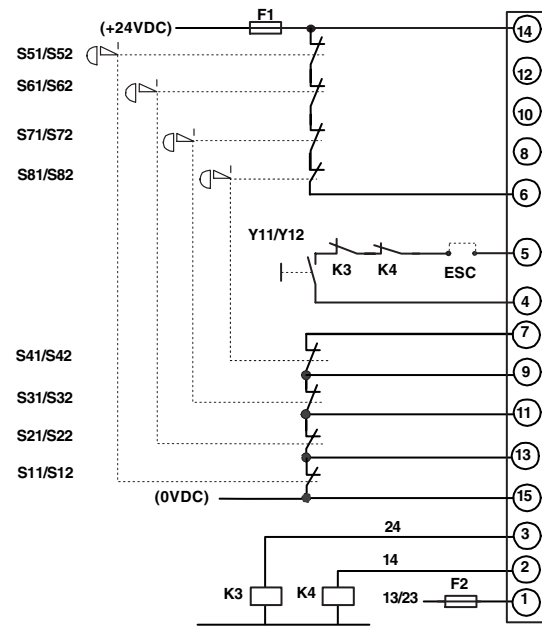 F1
(+24VDC)
14
S51/S52
12
S61/S62
10
S71/S72
8
S81/S82
6
Y11/Y12
5
K3 K4 ESC
4
7
S41/S42
9
S31/S32
11
S21/S22
13
S11/S12
(0VDC)
15
24
3
14
2
K3 K4 F2
13/23
1